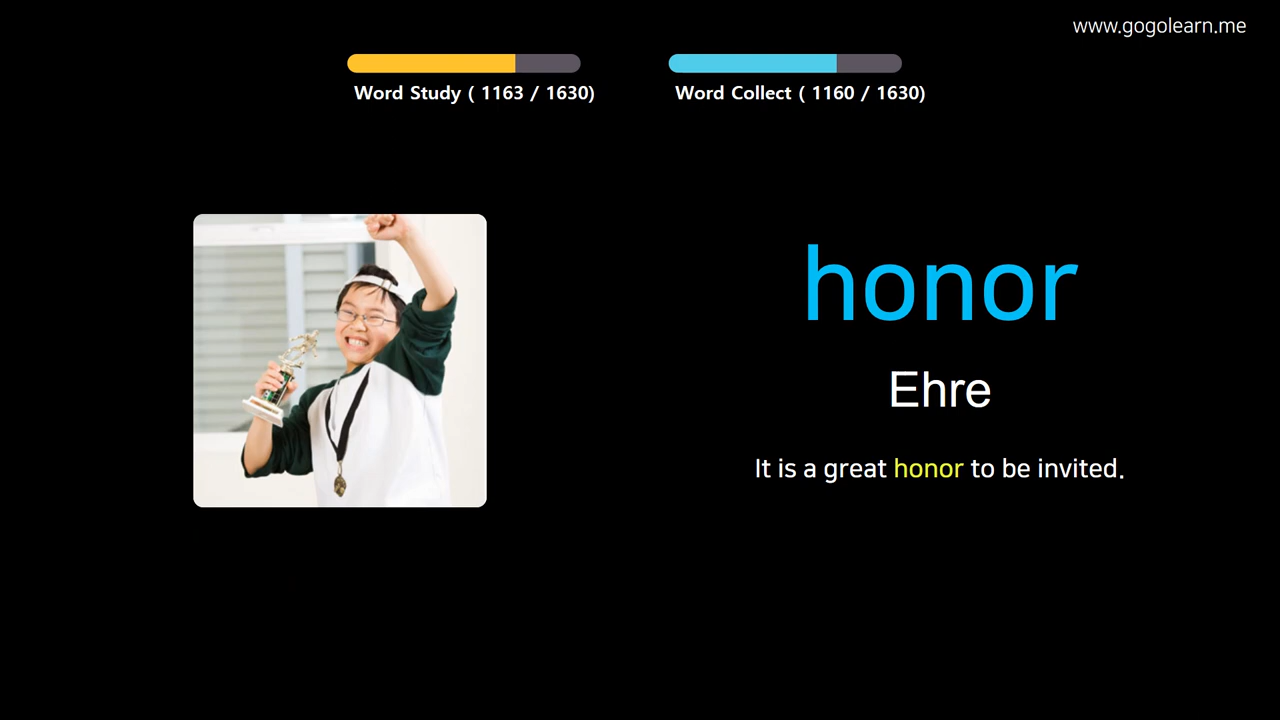 www.gogolearn.me
Word Study ( 1163 / 1630)
Word Collect ( 1160 / 1630)
honor
Ehre
It is a great honor to be invited.